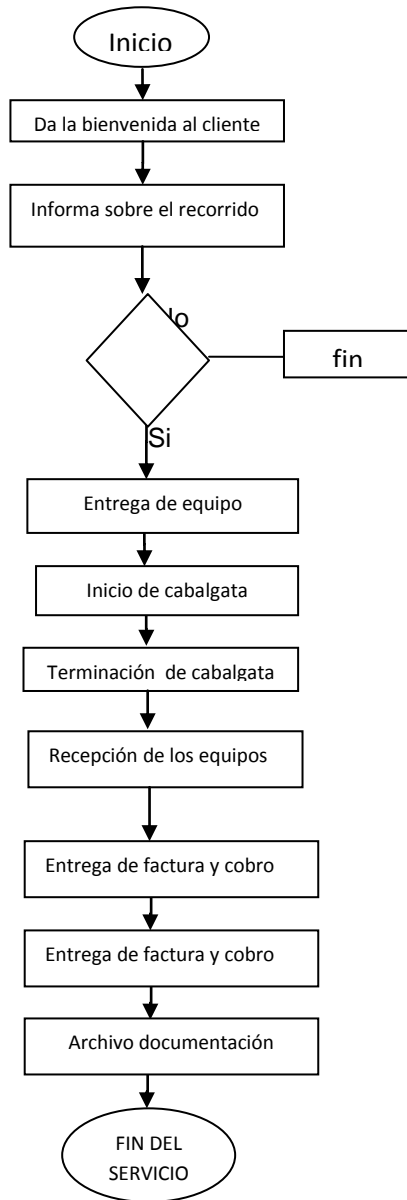 Inicio
Da la bienvenida al cliente
Informa sobre el recorrido
fin
Si
Entrega de equipo
Inicio de cabalgata
Terminación de cabalgata
Recepción de los equipos
Entrega de factura y cobro
Entrega de factura y cobro
Archivo documentación
FIN DEL
SERVICIO